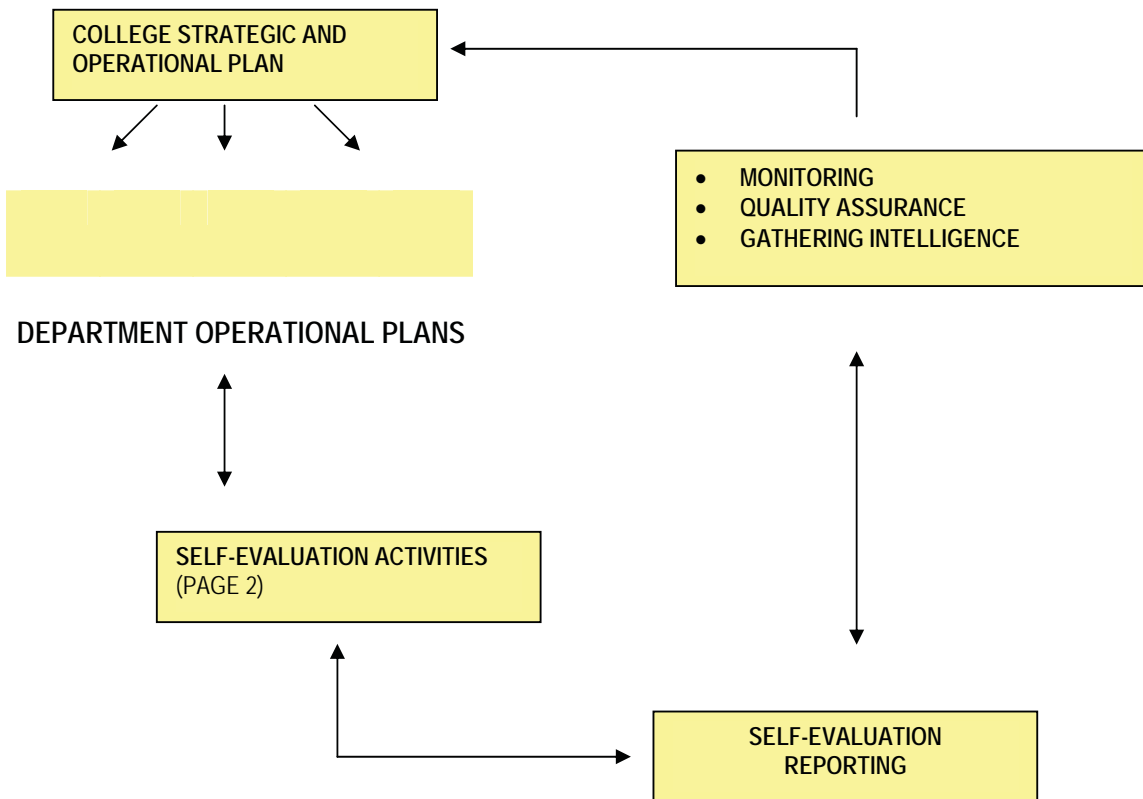 COLLEGE STRATEGIC AND
OPERATIONAL PLAN
• MONITORING
• QUALITY ASSURANCE
• GATHERING INTELLIGENCE
DEPARTMENT OPERATIONAL PLANS
SELF-EVALUATION ACTIVITIES
(PAGE 2)
SELF-EVALUATION
REPORTING